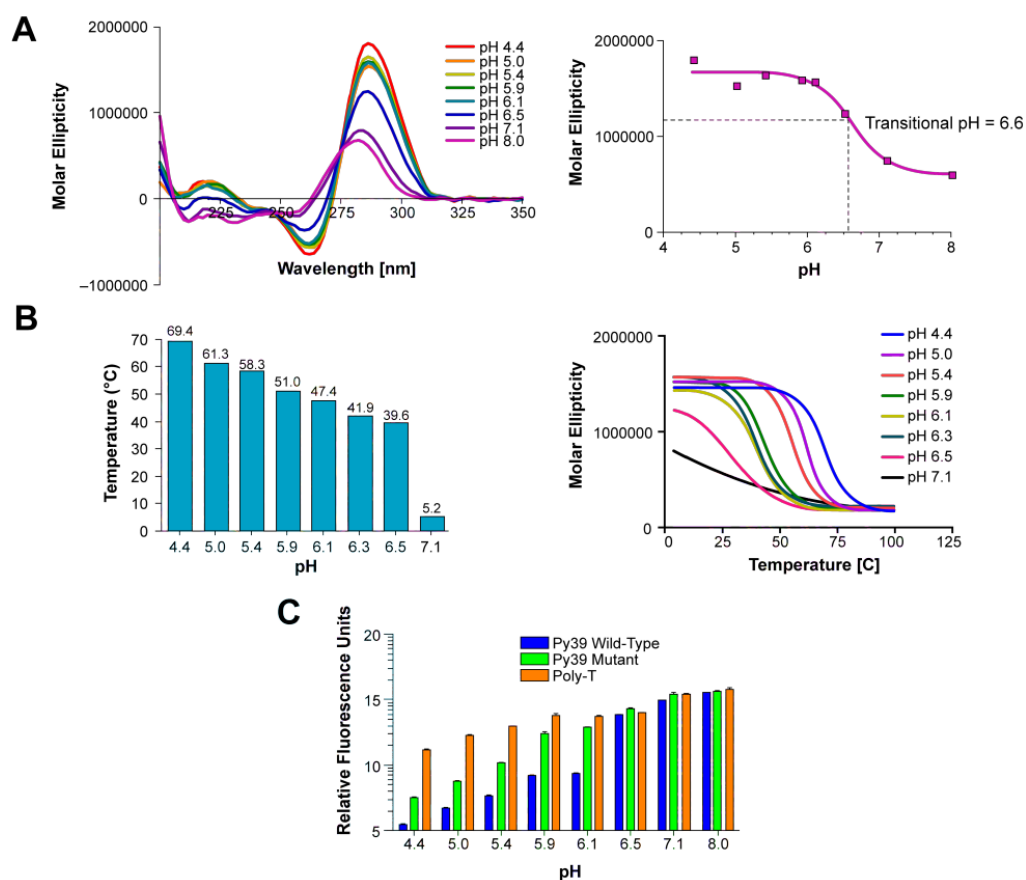 A
Molar Ellipticity
2000000
1000000
0
–1000000
225
250
275
300
325
350
Wavelength [nm]
pH 4.4
pH 5.0
pH 5.4
pH 5.9
pH 6.1
pH 6.5
pH 7.1
pH 8.0
Molar Ellipticity
2000000
1000000
0
4
5
6
7
8
pH
Transitional pH = 6.6
B
Temperature (°C)
70
60
50
40
30
20
10
0
69.4
61.3
58.3
51.0
47.4
41.9
39.6
5.2
4.4
5.0
5.4
5.9
6.1
6.3
6.5
7.1
pH
Molar Ellipticity
2000000
1000000
0
0
25
50
75
100
125
Temperature [C]
pH 4.4
pH 5.0
pH 5.4
pH 5.9
pH 6.1
pH 6.3
pH 6.5
pH 7.1
C
Relative Fluorescence Units
20
15
10
5
Py39 Wild-Type
Py39 Mutant
Poly-T
4.4
5.0
5.4
5.9
6.1
6.5
7.1
8.0
pH